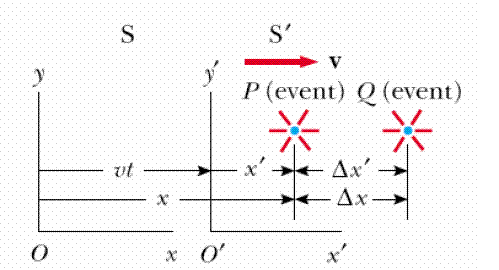 S S′
v
y y′
P (event) Q (event)
vt x′ Δx′
x Δx
O x O′ x′